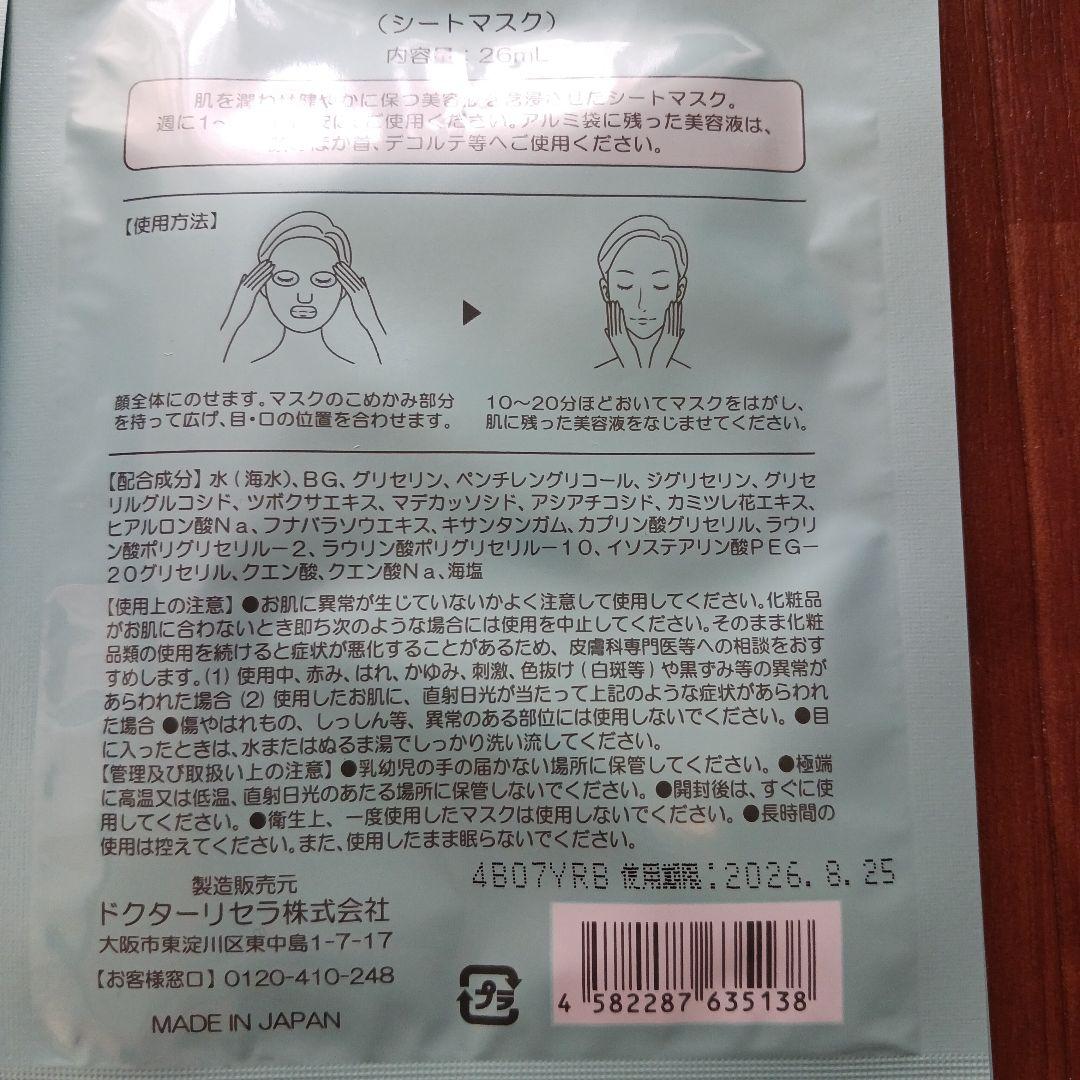 (シートマスク)
内容量：26mL
肌を潤わせ健やかに保つ美容液を含浸させたシートマスク。
週に1～ ご使用ください。アルミ袋に残った美容液は、
ほか首、デコルテ等へご使用ください。
【使用方法】
顔全体にのせます。マスクのこめかみ部分
を持って広げ、目・口の位置を合わせます。
10～20分ほどおいてマスクをはがし、
肌に残った美容液をなじませてください。
【配合成分】水(海水)、BG、グリセリン、ペンチレングリコール、ジグリセリン、グリセ
リルグルコシド、ツボクサエキス、マデカッソシド、アシアチコシド、カミツレ花エキス、
ヒアルロン酸Na、フナバラソウエキス、キサンタンガム、カプリン酸グリセリル、ラウリ
ン酸ポリグリセリル－2、ラウリン酸ポリグリセリル－10、イソステアリン酸PEG－
20グリセリル、クエン酸、クエン酸Na、海塩
【使用上の注意】●お肌に異常が生じていないかよく注意して使用してください。化粧品
がお肌に合わないとき即ち次のような場合には使用を中止してください。そのまま化粧
品類の使用を続けると症状が悪化することがあるため、皮膚科専門医等への相談をおす
すめします。(1) 使用中、赤み、はれ、かゆみ、刺激、色抜け(白斑等)や黒ずみ等の異常が
あらわれた場合 (2) 使用したお肌に、直射日光が当たって上記のような症状があらわれ
た場合 ●傷やはれもの、しっしん等、異常のある部位には使用しないでください。●目
に入ったときは、水またはぬるま湯でしっかり洗い流してください。
【管理及び取扱い上の注意】●乳幼児の手の届かない場所に保管してください。●極端
に高温又は低温、直射日光のあたる場所に保管しないでください。●開封後は、すぐに使
用してください。●衛生上、一度使用したマスクは使用しないでください。●長時間の
使用は控えてください。また、使用したまま眠らないでください。
4B07YRB 使用期限:2026.8.25
製造販売元
ドクターリセラ株式会社
大阪市東淀川区東中島1-7-17
【お客様窓口】0120-410-248
MADE IN JAPAN
プラ
4 582287 635138